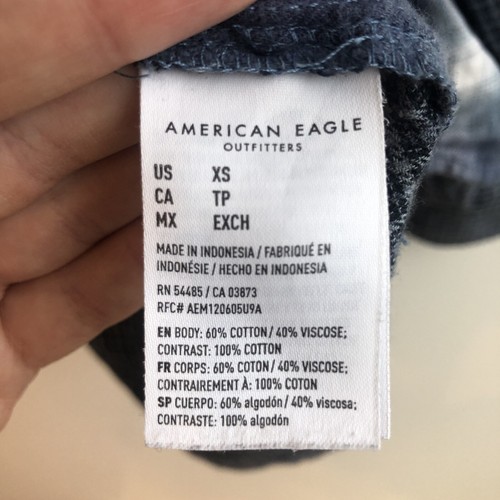 AMERICAN EAGLE
OUTFITTERS
US XS
CA TP
MX EXCH
MADE IN INDONESIA / FABRIQUÉ EN
INDONÉSIE / HECHO EN INDONESIA
RN 54485 / CA 03873
RFC# AEM120605U9A
EN BODY: 60% COTTON / 40% VISCOSE;
CONTRAST: 100% COTTON
FR CORPS: 60% COTON / 40% VISCOSE;
CONTRAIREMENT À: 100% COTON
SP CUERPO: 60% algodón / 40% viscosa;
CONTRASTE: 100% algodón